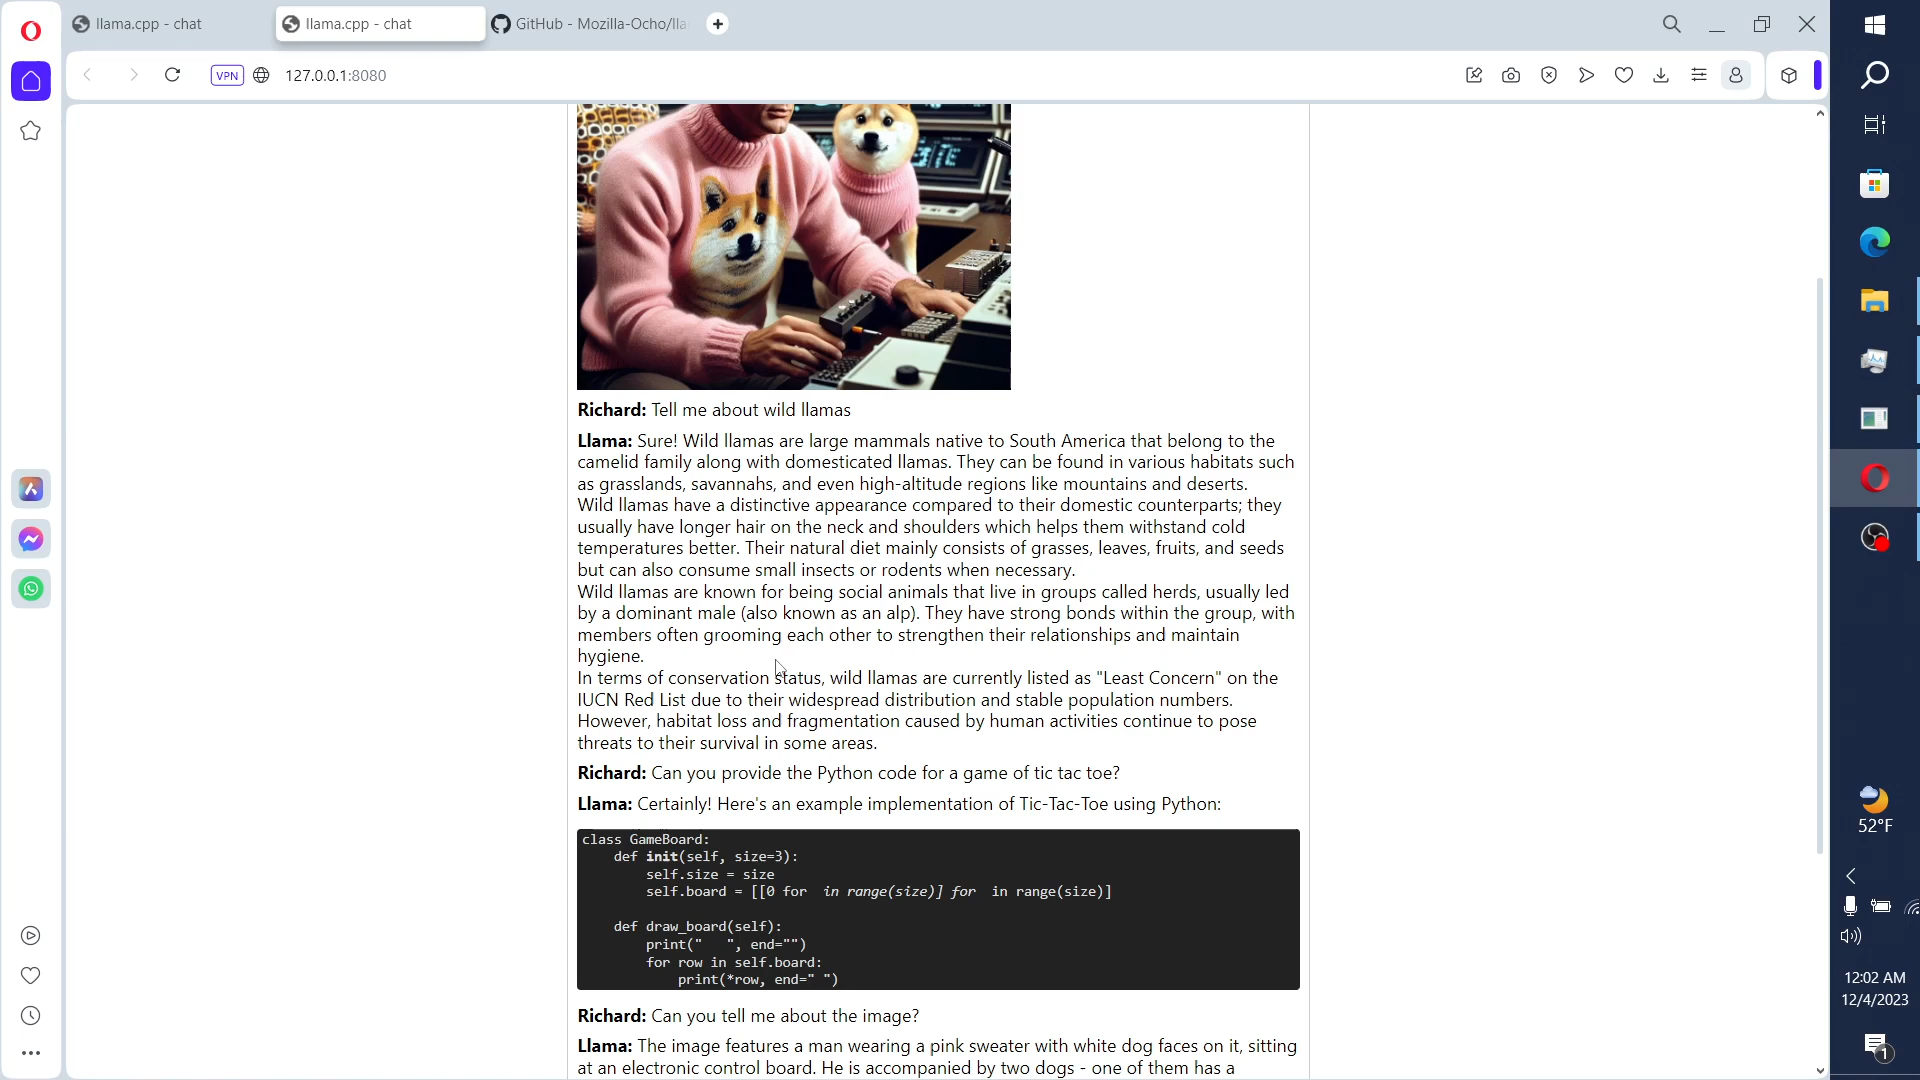 llama.cpp - chat
llama.cpp - chat
GitHub - Mozilla-Ocho/lla
VPN
127.0.0.1:8080
Richard: Tell me about wild llamas
Llama: Sure! Wild llamas are large mammals native to South America that belong to the
camelid family along with domesticated llamas. They can be found in various habitats such
as grasslands, savannahs, and even high-altitude regions like mountains and deserts.
Wild llamas have a distinctive appearance compared to their domestic counterparts; they
usually have longer hair on the neck and shoulders which helps them withstand cold
temperatures better. Their natural diet mainly consists of grasses, leaves, fruits, and seeds
but can also consume small insects or rodents when necessary.
Wild llamas are known for being social animals that live in groups called herds, usually led
by a dominant male (also known as an alp). They have strong bonds within the group, with
members often grooming each other to strengthen their relationships and maintain
hygiene.
In terms of conservation status, wild llamas are currently listed as "Least Concern" on the
IUCN Red List due to their widespread distribution and stable population numbers.
However, habitat loss and fragmentation caused by human activities continue to pose
threats to their survival in some areas.
Richard: Can you provide the Python code for a game of tic tac toe?
Llama: Certainly! Here's an example implementation of Tic-Tac-Toe using Python:
class GameBoard:
def init(self, size=3):
self.size = size
self.board = [[0 for in range(size)] for in range(size)]
def draw_board(self):
print("   ", end="")
for row in self.board:
print(*row, end=" ")
Richard: Can you tell me about the image?
Llama: The image features a man wearing a pink sweater with white dog faces on it, sitting
at an electronic control board. He is accompanied by two dogs - one of them has a
52°F
12:02 AM
12/4/2023
1